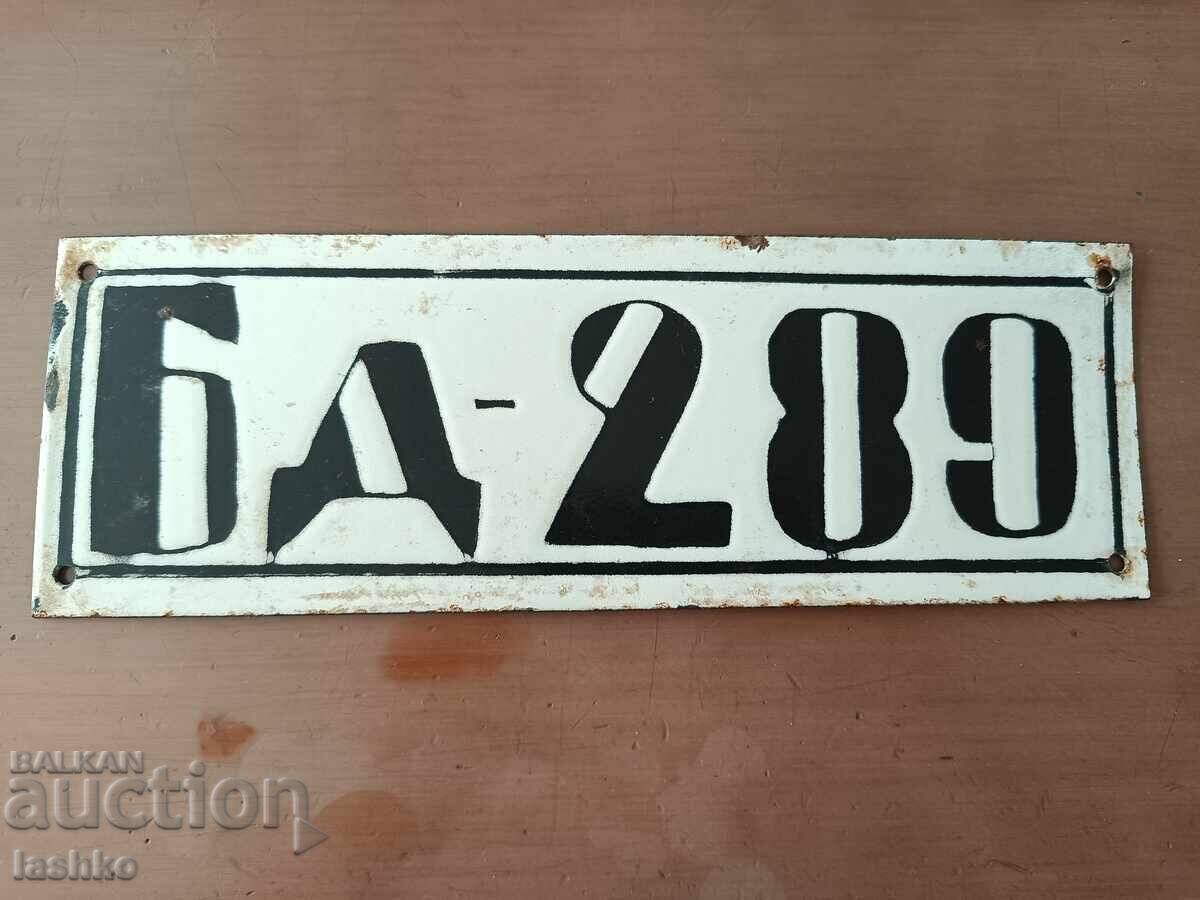 Бд-289
BALKAN
auction
lashko